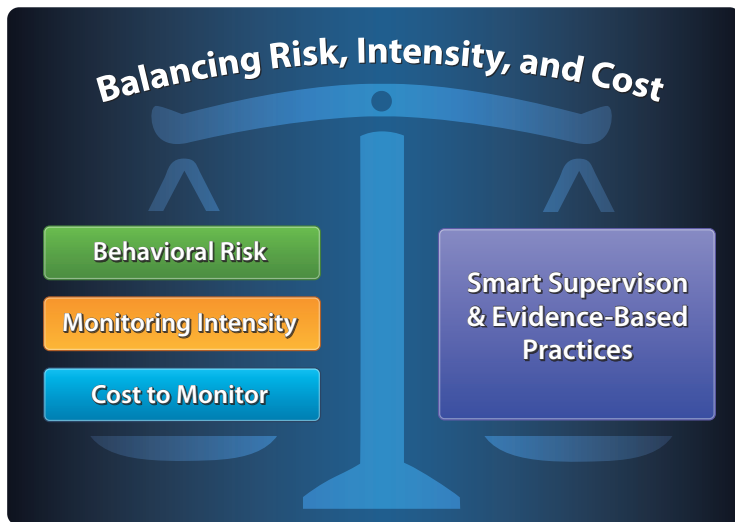 Balancing Risk, Intensity, and Cost
Behavioral Risk
Monitoring Intensity
Cost to Monitor
Smart Supervison
& Evidence-Based
Practices